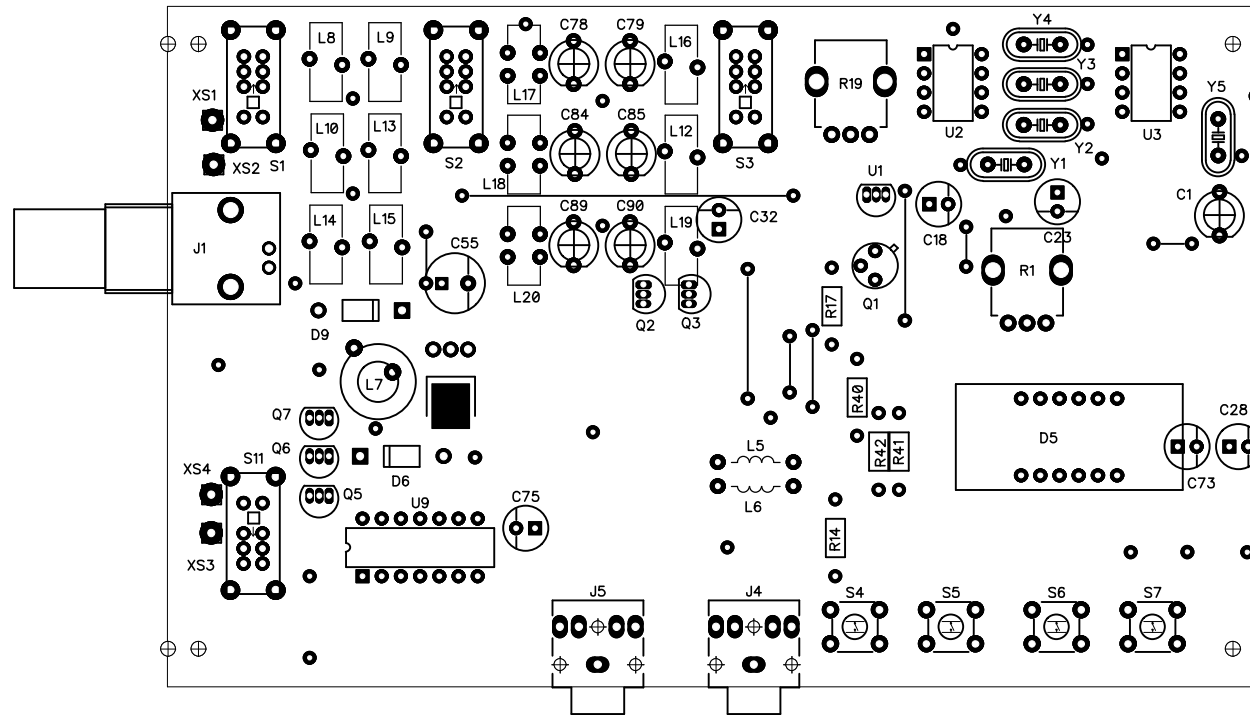 C78 C79
Y4
L8 L9 L16
Y3
R19
L17
XS1
Y5
C84 C85
L10 L13 L12
U2 U3
Y2
S1 S2 S3
XS2
Y1
L18
U1
C1
C89 C90
L14 L15 L19 C32
C18 C23
J1
C55
R1
L20
Q1
R17
Q2 Q3
D9
L7
R40
Q7
C28
D5
L5
Q6
S11
R42 R41
XS4
D6
C73
Q5
C75
U9
L6
R14
XS3
J5 J4 S4 S5 S6 S7